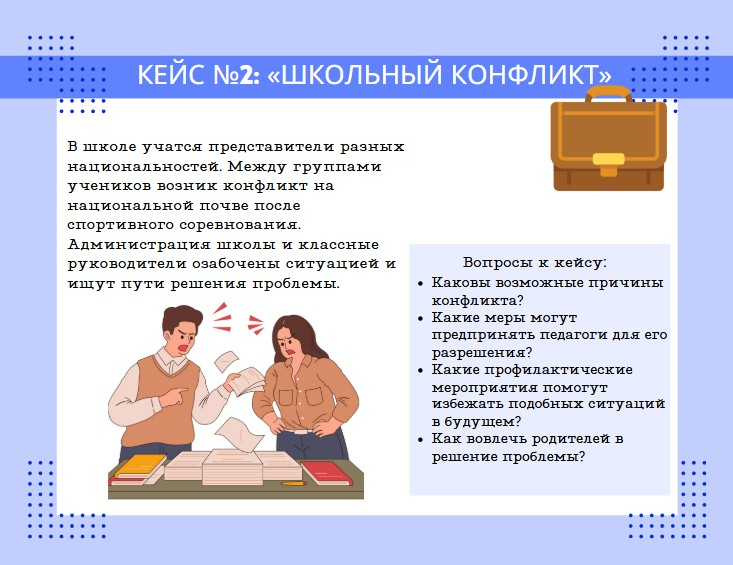 КЕЙС №2: «ШКОЛЬНЫЙ КОНФЛИКТ»
В школе учатся представители разных
национальностей. Между группами
учеников возник конфликт на
национальной почве после
спортивного соревнования.
Администрация школы и классные
руководители озабочены ситуацией и
ищут пути решения проблемы.
Вопросы к кейсу:
• Каковы возможные причины
конфликта?
• Какие меры могут
предпринять педагоги для его
разрешения?
• Какие профилактические
мероприятия помогут
избежать подобных ситуаций
в будущем?
• Как вовлечь родителей в
решение проблемы?